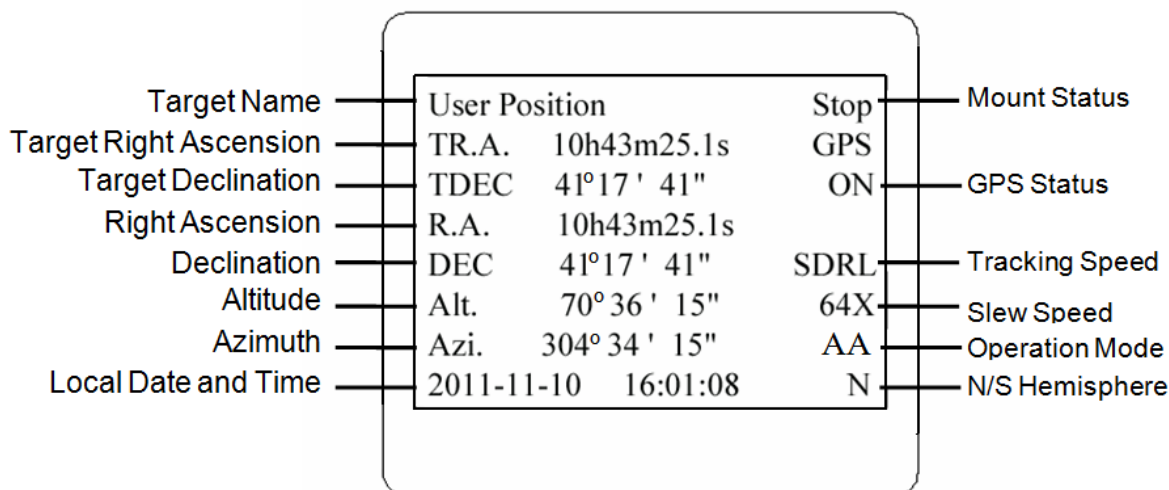 Target Name User Position Stop Mount Status
Target Right Ascension TR.A. 10h43m25.1s GPS
Target Declination TDEC 41º17 ' 41" ON GPS Status
Right Ascension R.A. 10h43m25.1s
Declination DEC 41º17 ' 41" SDRL Tracking Speed
Altitude Alt. 70º 36 ' 15" 64X Slew Speed
Azimuth Azi. 304º 34 ' 15" AA Operation Mode
Local Date and Time 2011-11-10 16:01:08 N N/S Hemisphere